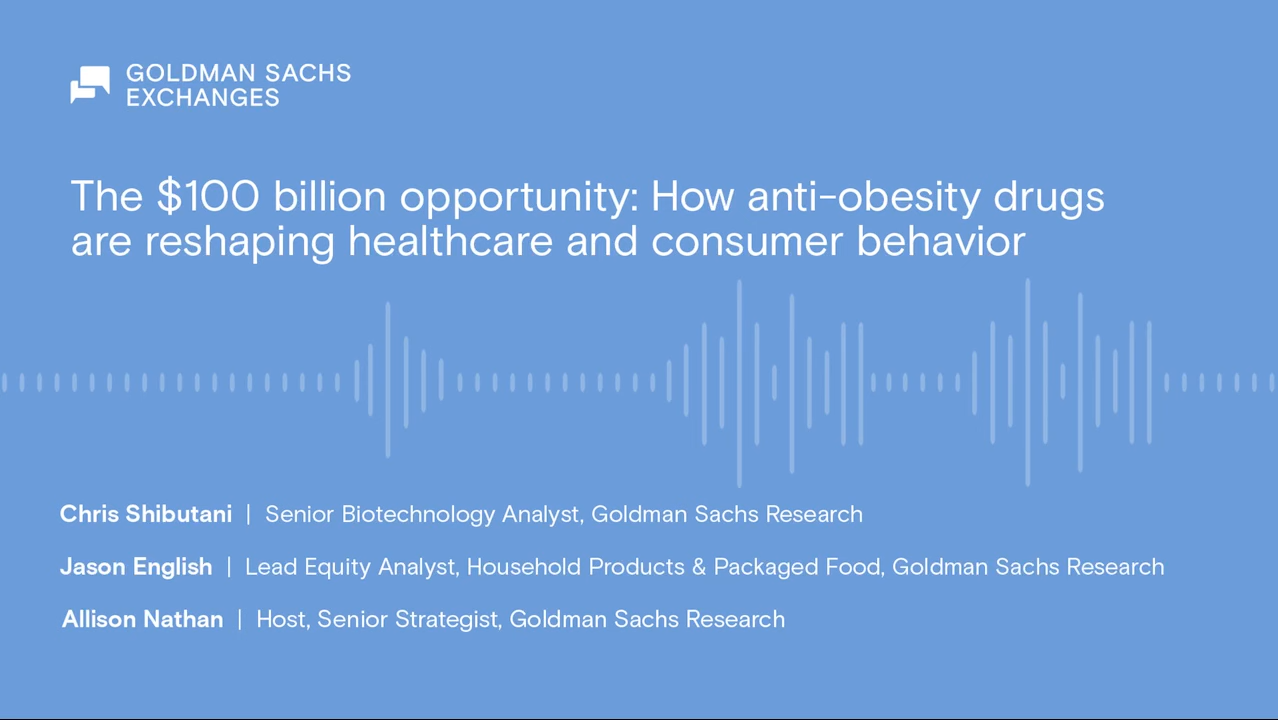 GOLDMAN SACHS
EXCHANGES
The $100 billion opportunity: How anti-obesity drugs
are reshaping healthcare and consumer behavior
Chris Shibutani | Senior Biotechnology Analyst, Goldman Sachs Research
Jason English | Lead Equity Analyst, Household Products & Packaged Food, Goldman Sachs Research
Allison Nathan | Host, Senior Strategist, Goldman Sachs Research